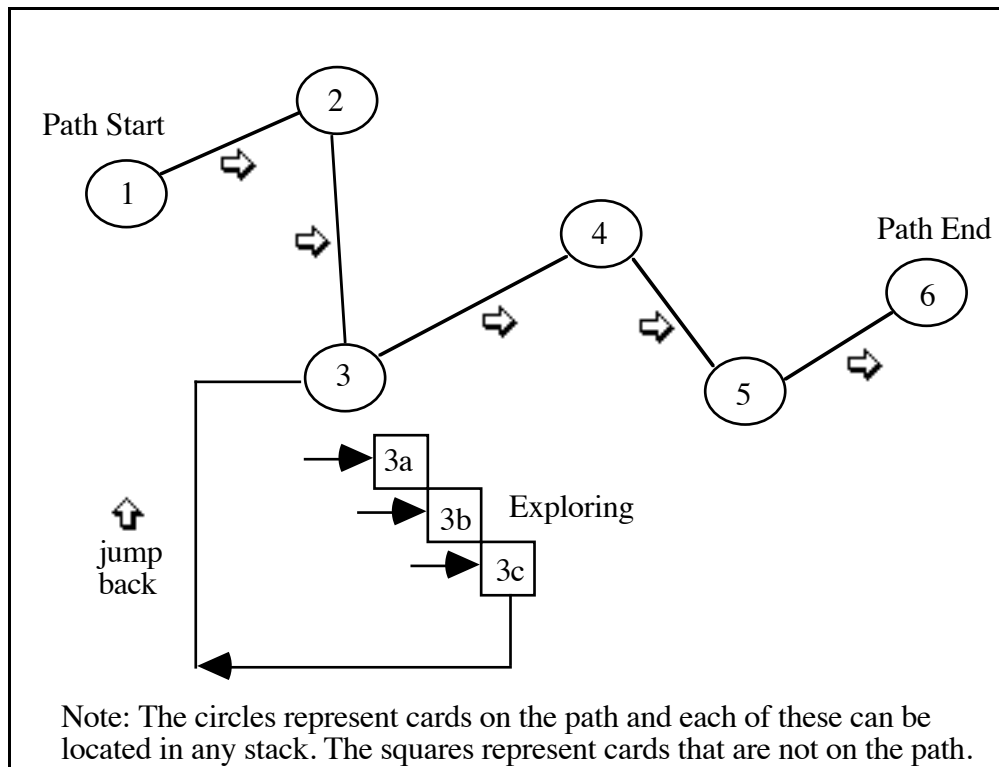 2
Path Start
1
4
Path End
6
3
5
3a
3b
Exploring
3c
jump
back
Note: The circles represent cards on the path and each of these can be
located in any stack. The squares represent cards that are not on the path.